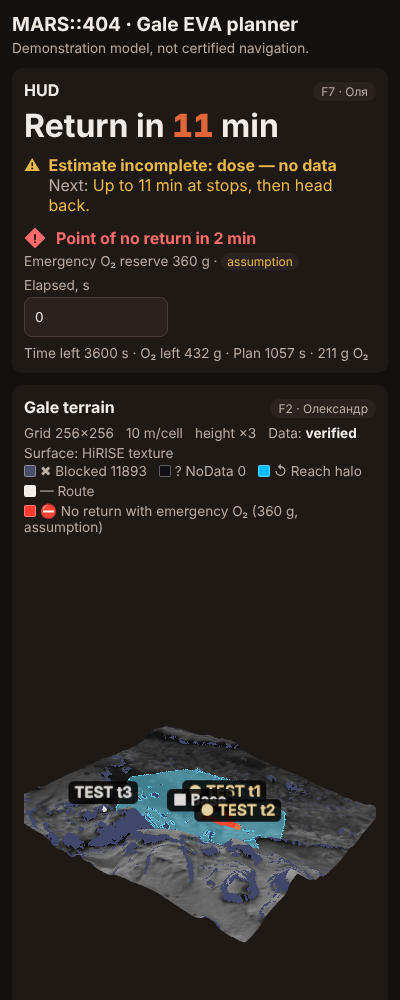 MARS::404 · Gale EVA planner
Demonstration model, not certified navigation.
HUD
F7 · Оля
Return in 11 min
⚠ Estimate incomplete: dose — no data
Next: Up to 11 min at stops, then head
back.
Point of no return in 2 min
Emergency O₂ reserve 360 g · assumption
Elapsed, s
0
Time left 3600 s · O₂ left 432 g · Plan 1057 s · 211 g O₂
Gale terrain
F2 · Олександр
Grid 256×256 10 m/cell height ×3 Data: verified
Surface: HiRISE texture
✖ Blocked 11893 ? NoData 0 ↺ Reach halo
— Route
⛔ No return with emergency O₂ (360 g,
assumption)
TEST t3
TEST t1
TEST t2